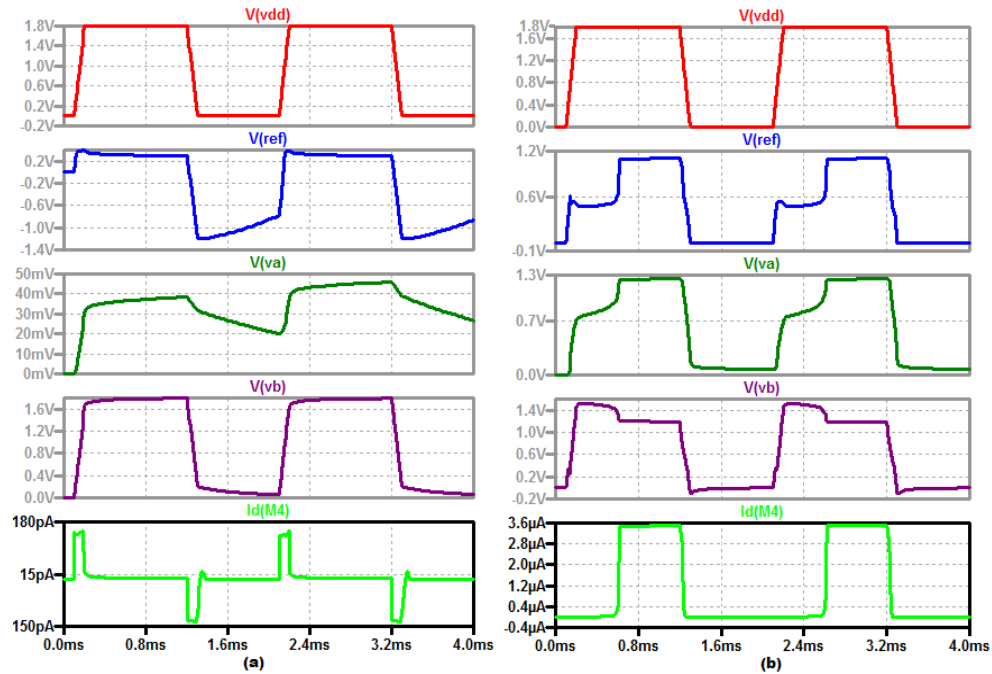 V(vdd)
1.8V
1.4V
1.0V
0.6V
0.2V
-0.2V
V(ref)
0.2V
-0.2V
-0.6V
-1.0V
-1.4V
V(va)
50mV
40mV
30mV
20mV
10mV
0mV
V(vb)
1.6V
1.2V
0.8V
0.4V
0.0V
Id(M4)
180pA
15pA
150pA
0.0ms 0.8ms 1.6ms 2.4ms 3.2ms 4.0ms
(a)
V(vdd)
1.8V
1.6V
1.2V
0.8V
0.4V
0.0V
V(ref)
1.2V
0.6V
-0.1V
V(va)
1.3V
0.7V
0.0V
V(vb)
1.4V
1.0V
0.6V
0.2V
-0.2V
Id(M4)
3.6µA
2.8µA
2.0µA
1.2µA
0.4µA
-0.4µA
0.0ms 0.8ms 1.6ms 2.4ms 3.2ms 4.0ms
(b)